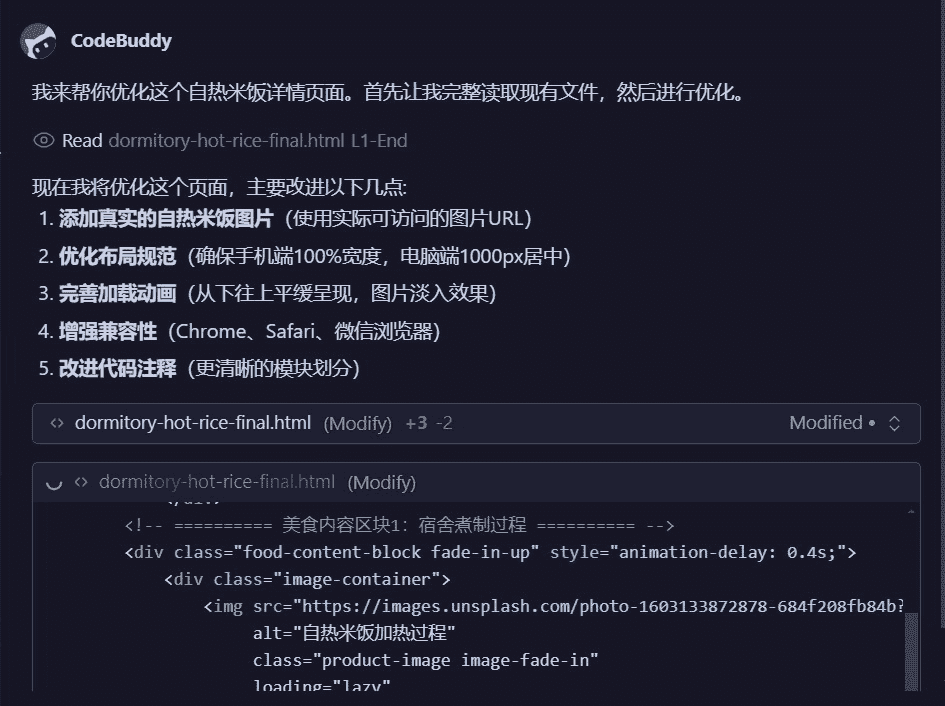 CodeBuddy
我来帮你优化这个自热米饭详情页面。首先让我完整读取现有文件，然后进行优化。
Read dormitory-hot-rice-final.html L1-End
现在我将优化这个页面，主要改进以下几点:
1. 添加真实的自热米饭图片（使用实际可访问的图片URL）
2. 优化布局规范（确保手机端100%宽度，电脑端1000px居中）
3. 完善加载动画（从下往上平缓呈现，图片淡入效果）
4. 增强兼容性（Chrome、Safari、微信浏览器）
5. 改进代码注释（更清晰的模块划分）
<> dormitory-hot-rice-final.html (Modify) +3 -2 Modified •
<> dormitory-hot-rice-final.html (Modify)
</div>
<!-- ========== 美食内容区块1: 宿舍煮制过程 ========== -->
<div class="food-content-block fade-in-up" style="animation-delay: 0.4s;">
<div class="image-container">
<img src="https://images.unsplash.com/photo-1603133872878-684f208fb84b?
alt="自热米饭加热过程"
class="product-image image-fade-in"
loading="lazy"